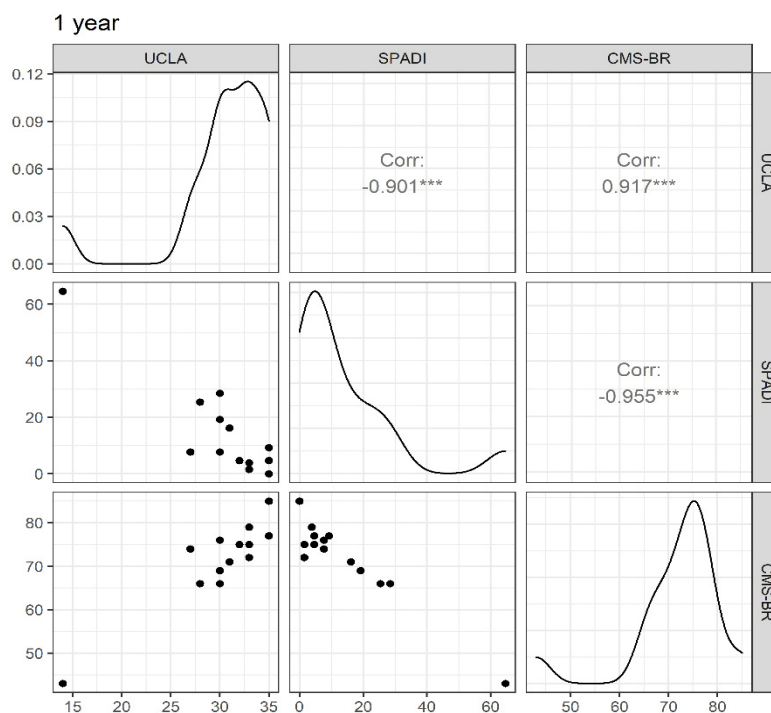 1 year
UCLA SPADI CMS-BR
0.12
0.09
0.06
0.03
0.00
Corr:
-0.901***
Corr:
0.917***
UCLA
60
40
20
0
Corr:
-0.955***
SPADI
80
70
60
50
CMS-BR
15 20 25 30 35 0 20 40 60 50 60 70 80